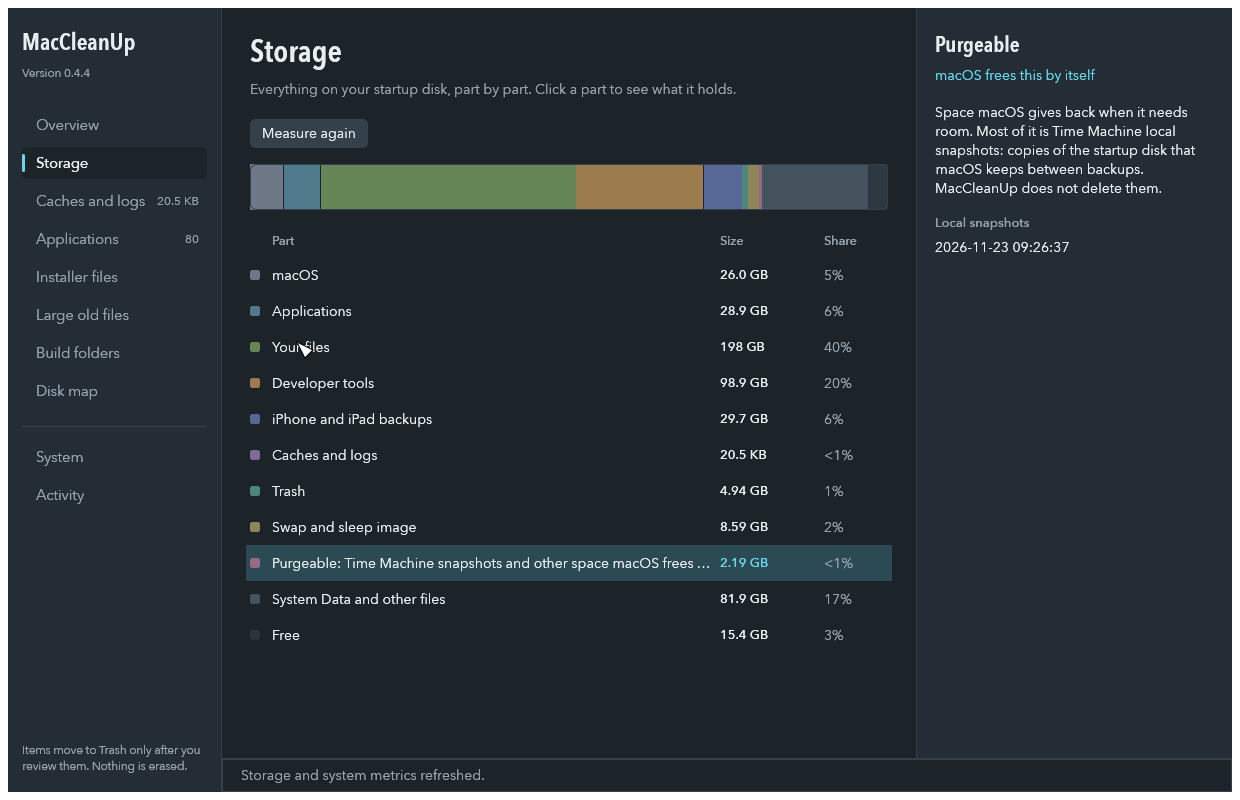 MacCleanUp
Version 0.4.4
Overview
Storage
Caches and logs 20.5 KB
Applications 80
Installer files
Large old files
Build folders
Disk map
System
Activity
Items move to Trash only after you
review them. Nothing is erased.
Storage
Everything on your startup disk, part by part. Click a part to see what it holds.
Measure again
Part Size Share
macOS 26.0 GB 5%
Applications 28.9 GB 6%
Your files 198 GB 40%
Developer tools 98.9 GB 20%
iPhone and iPad backups 29.7 GB 6%
Caches and logs 20.5 KB <1%
Trash 4.94 GB 1%
Swap and sleep image 8.59 GB 2%
Purgeable: Time Machine snapshots and other space macOS frees ... 2.19 GB <1%
System Data and other files 81.9 GB 17%
Free 15.4 GB 3%
Storage and system metrics refreshed.
Purgeable
macOS frees this by itself
Space macOS gives back when it needs
room. Most of it is Time Machine local
snapshots: copies of the startup disk that
macOS keeps between backups.
MacCleanUp does not delete them.
Local snapshots
2026-11-23 09:26:37